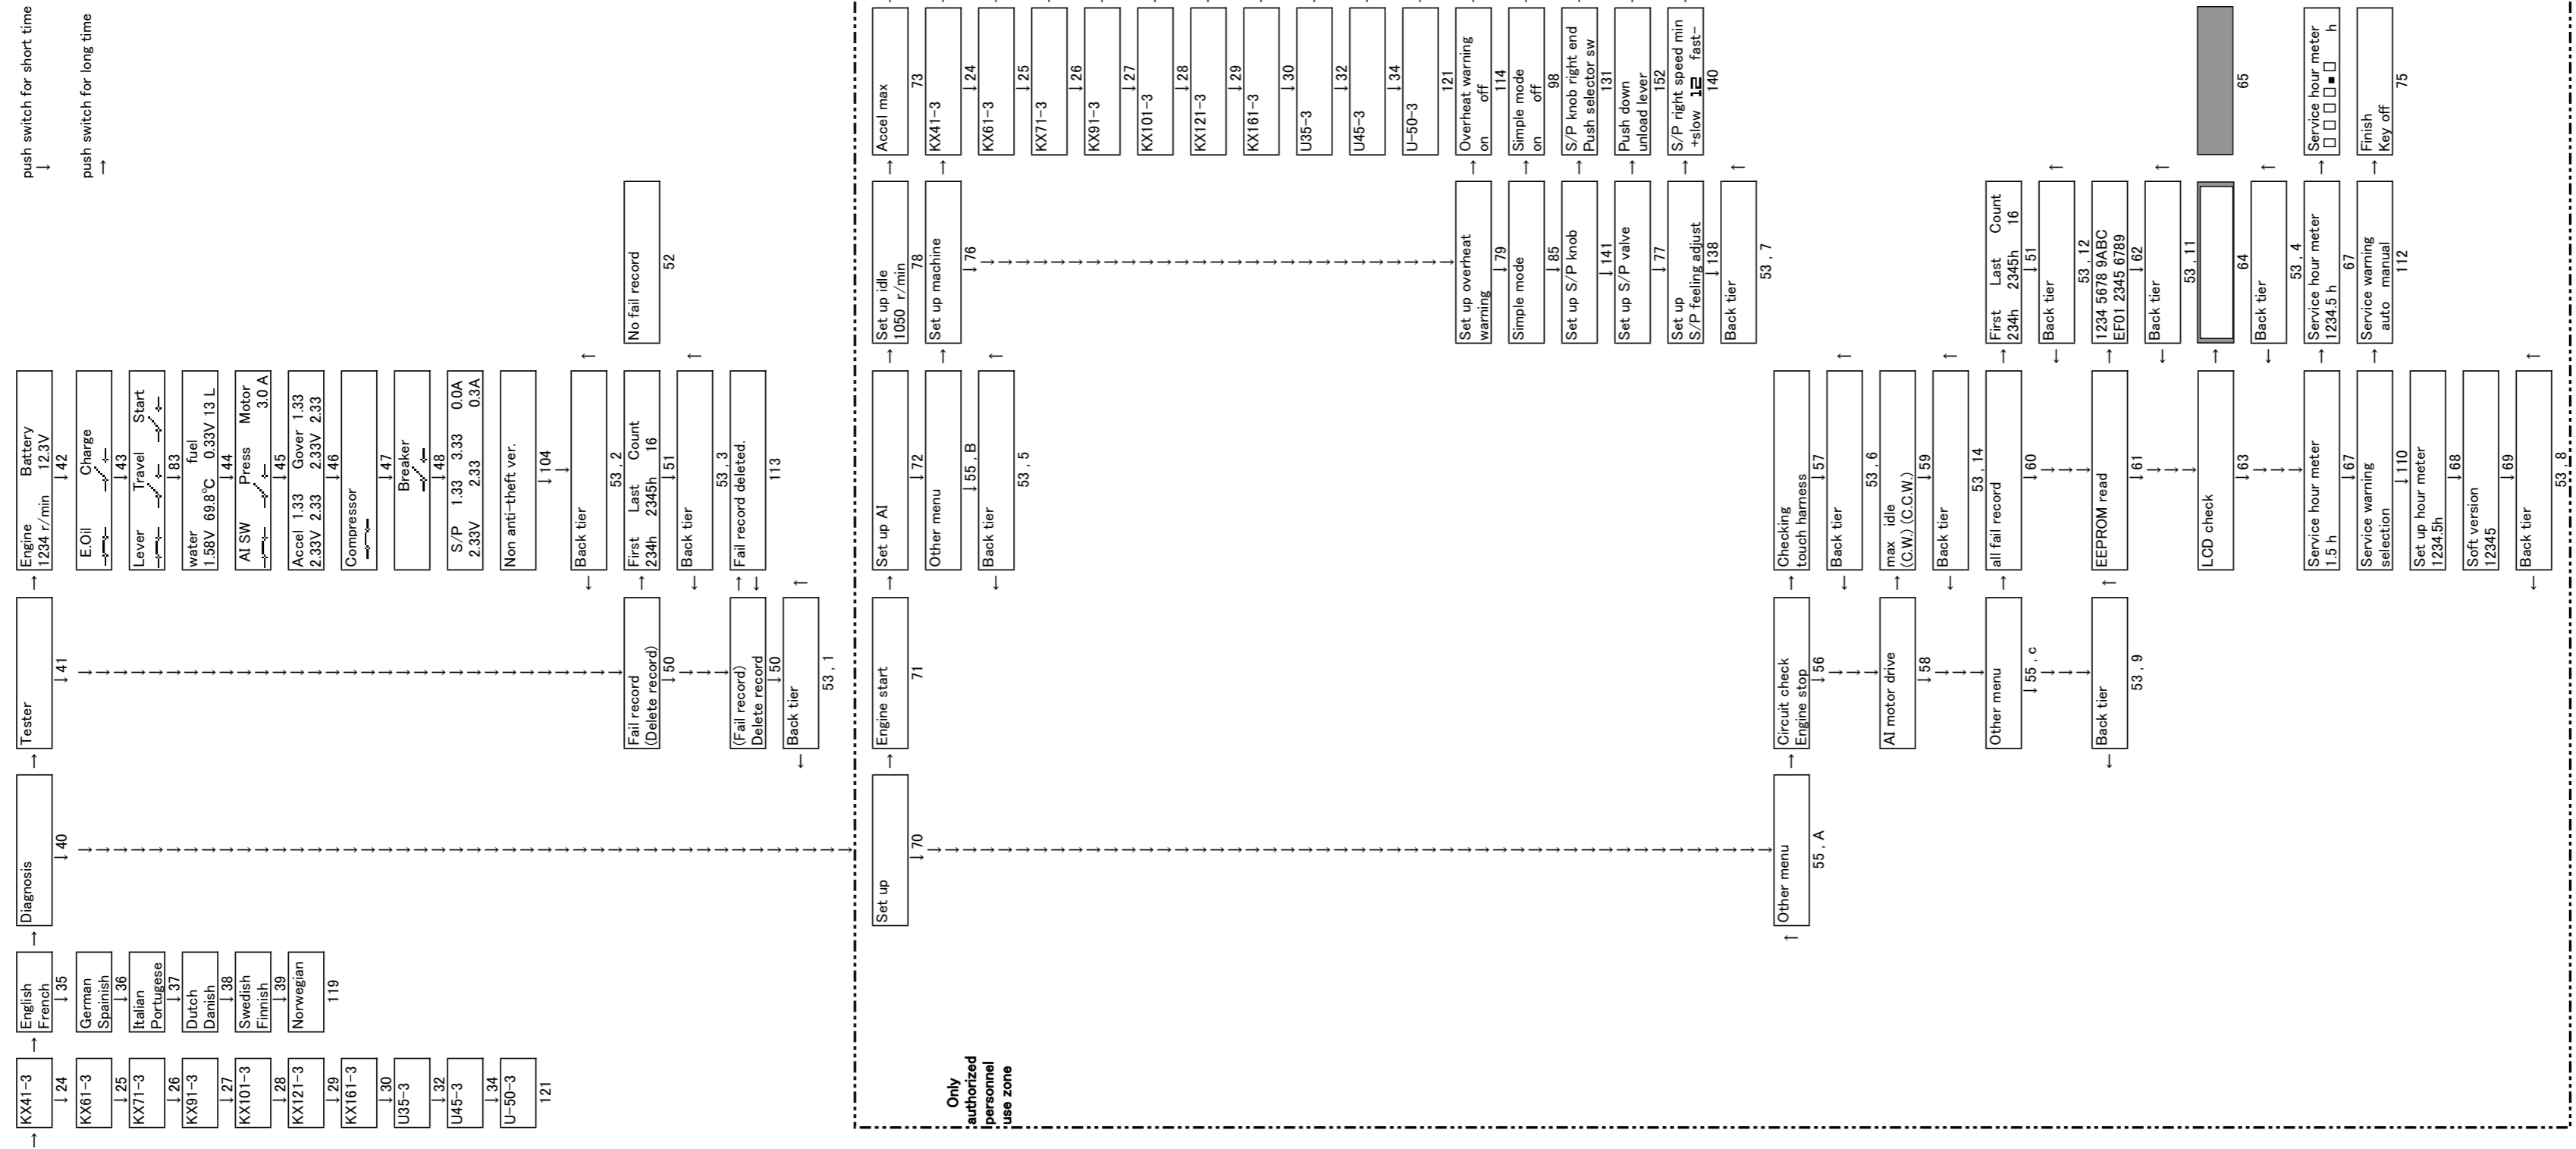 push switch for short time
↓
push switch for long time
→
KX41-3
↓24
KX61-3
↓25
KX71-3
↓26
KX91-3
↓27
KX101-3
↓28
KX121-3
↓29
KX161-3
↓30
U35-3
↓32
U45-3
↓34
U-50-3
121
English
French
↓35
German
Spainish
↓36
Italian
Portugese
↓37
Dutch
Danish
↓38
Swedish
Finnish
↓39
Norwegian
119
Diagnosis
↓40
Tester
↓41
Fail record
(Delete record)
↓50
(Fail record)
Delete record
↓50
Back tier
53 , 1
Engine Battery
1234 r/min 12.3V
↓42
E.Oil Charge
↓43
Lever Travel Start
↓83
water fuel
1.58V 69.8°C 0.33V 13 L
↓44
AI SW Press Motor
3.0 A
↓45
Accel 1.33 Gover 1.33
2.33V 2.33 2.33V 2.33
↓46
Compressor
↓47
Breaker
↓48
S/P 1.33 3.33 0.0A
2.33V 2.33 0.3A
Non anti-theft ver.
↓104
Back tier
53 , 2
First Last Count
234h 2345h 16
↓51
Back tier
53 , 3
Fail record deleted.
113
No fail record
52
Only
authorized
personnel
use zone
Set up
↓70
Other menu
55 , A
Engine start
71
Set up AI
↓72
Other menu
↓55 , B
Back tier
53 , 5
Set up idle
1050 r/min
78
Set up machine
↓76
Set up overheat
warning
↓79
Simple mode
↓85
Set up S/P knob
↓141
Set up S/P valve
↓77
Set up
S/P feeling adjust
↓138
Back tier
53 , 7
Accel max
73
KX41-3
↓24
KX61-3
↓25
KX71-3
↓26
KX91-3
↓27
KX101-3
↓28
KX121-3
↓29
KX161-3
↓30
U35-3
↓32
U45-3
↓34
U-50-3
121
Overheat warning
on off
114
Simple mode
on off
98
S/P knob right end
Push selector sw
131
Push down
unload lever
152
S/P right speed min
+slow 12 fast-
140
Circuit check
Engine stop
↓56
AI motor drive
↓58
Other menu
↓55 , c
Back tier
53 , 9
Checking
touch harness
↓57
Back tier
53 , 6
max idle
(C.W.) (C.C.W.)
↓59
Back tier
53 , 14
all fail record
↓60
EEPROM read
↓61
LCD check
↓63
Service hour meter
1.5 h
↓67
Service warning
selection
↓110
Set up hour meter
1234.5h
↓68
Soft version
12345
↓69
Back tier
53 , 8
First Last Count
234h 2345h 16
↓51
Back tier
53 , 12
1234 5678 9ABC
EF01 2345 6789
↓62
Back tier
53 , 11
64
Back tier
53 , 4
Service hour meter
1234.5 h
67
Service warning
auto manual
112
65
Service hour meter
□□□□■□ h
Finish
Key off
75